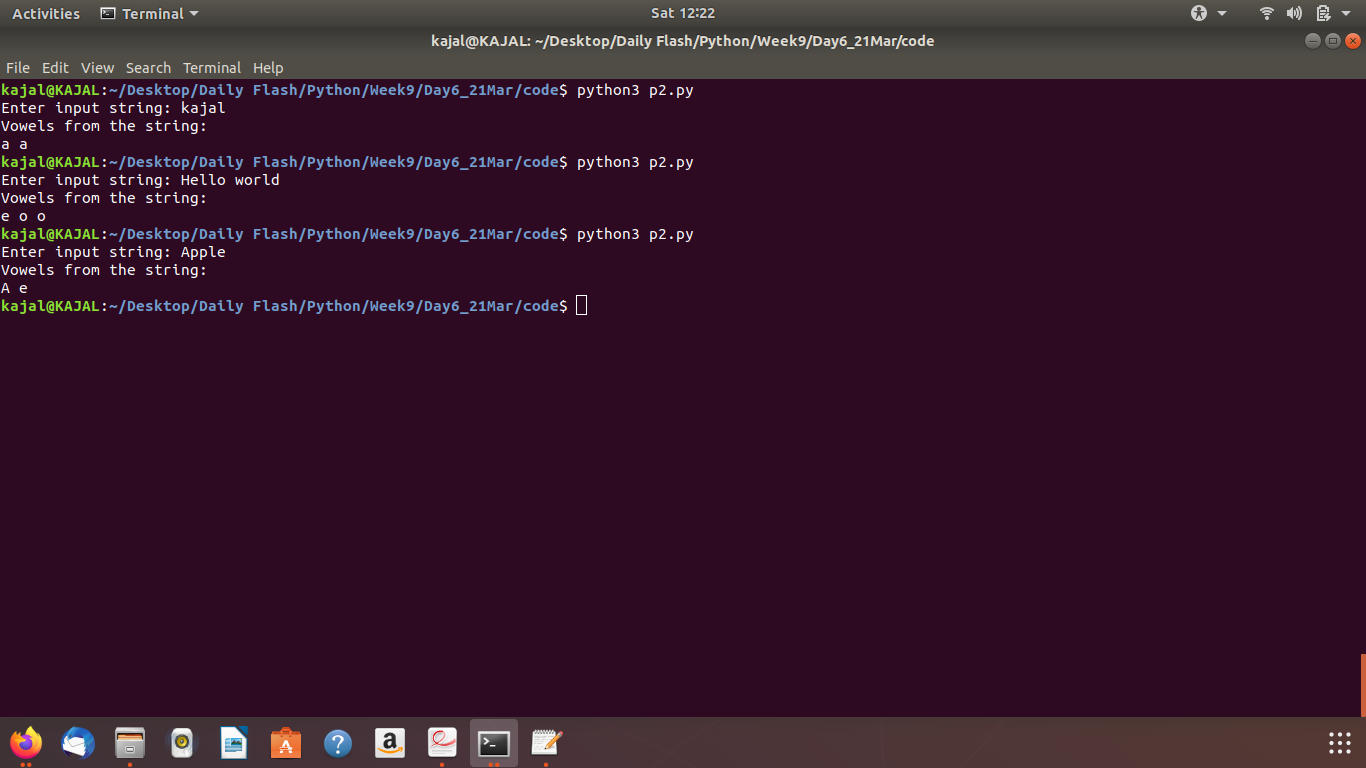 Activities Terminal Sat 12:22
kajal@KAJAL: ~/Desktop/Daily Flash/Python/Week9/Day6_21Mar/code
File Edit View Search Terminal Help
kajal@KAJAL:~/Desktop/Daily Flash/Python/Week9/Day6_21Mar/code$ python3 p2.py
Enter input string: kajal
Vowels from the string:
a a
kajal@KAJAL:~/Desktop/Daily Flash/Python/Week9/Day6_21Mar/code$ python3 p2.py
Enter input string: Hello world
Vowels from the string:
e o o
kajal@KAJAL:~/Desktop/Daily Flash/Python/Week9/Day6_21Mar/code$ python3 p2.py
Enter input string: Apple
Vowels from the string:
A e
kajal@KAJAL:~/Desktop/Daily Flash/Python/Week9/Day6_21Mar/code$